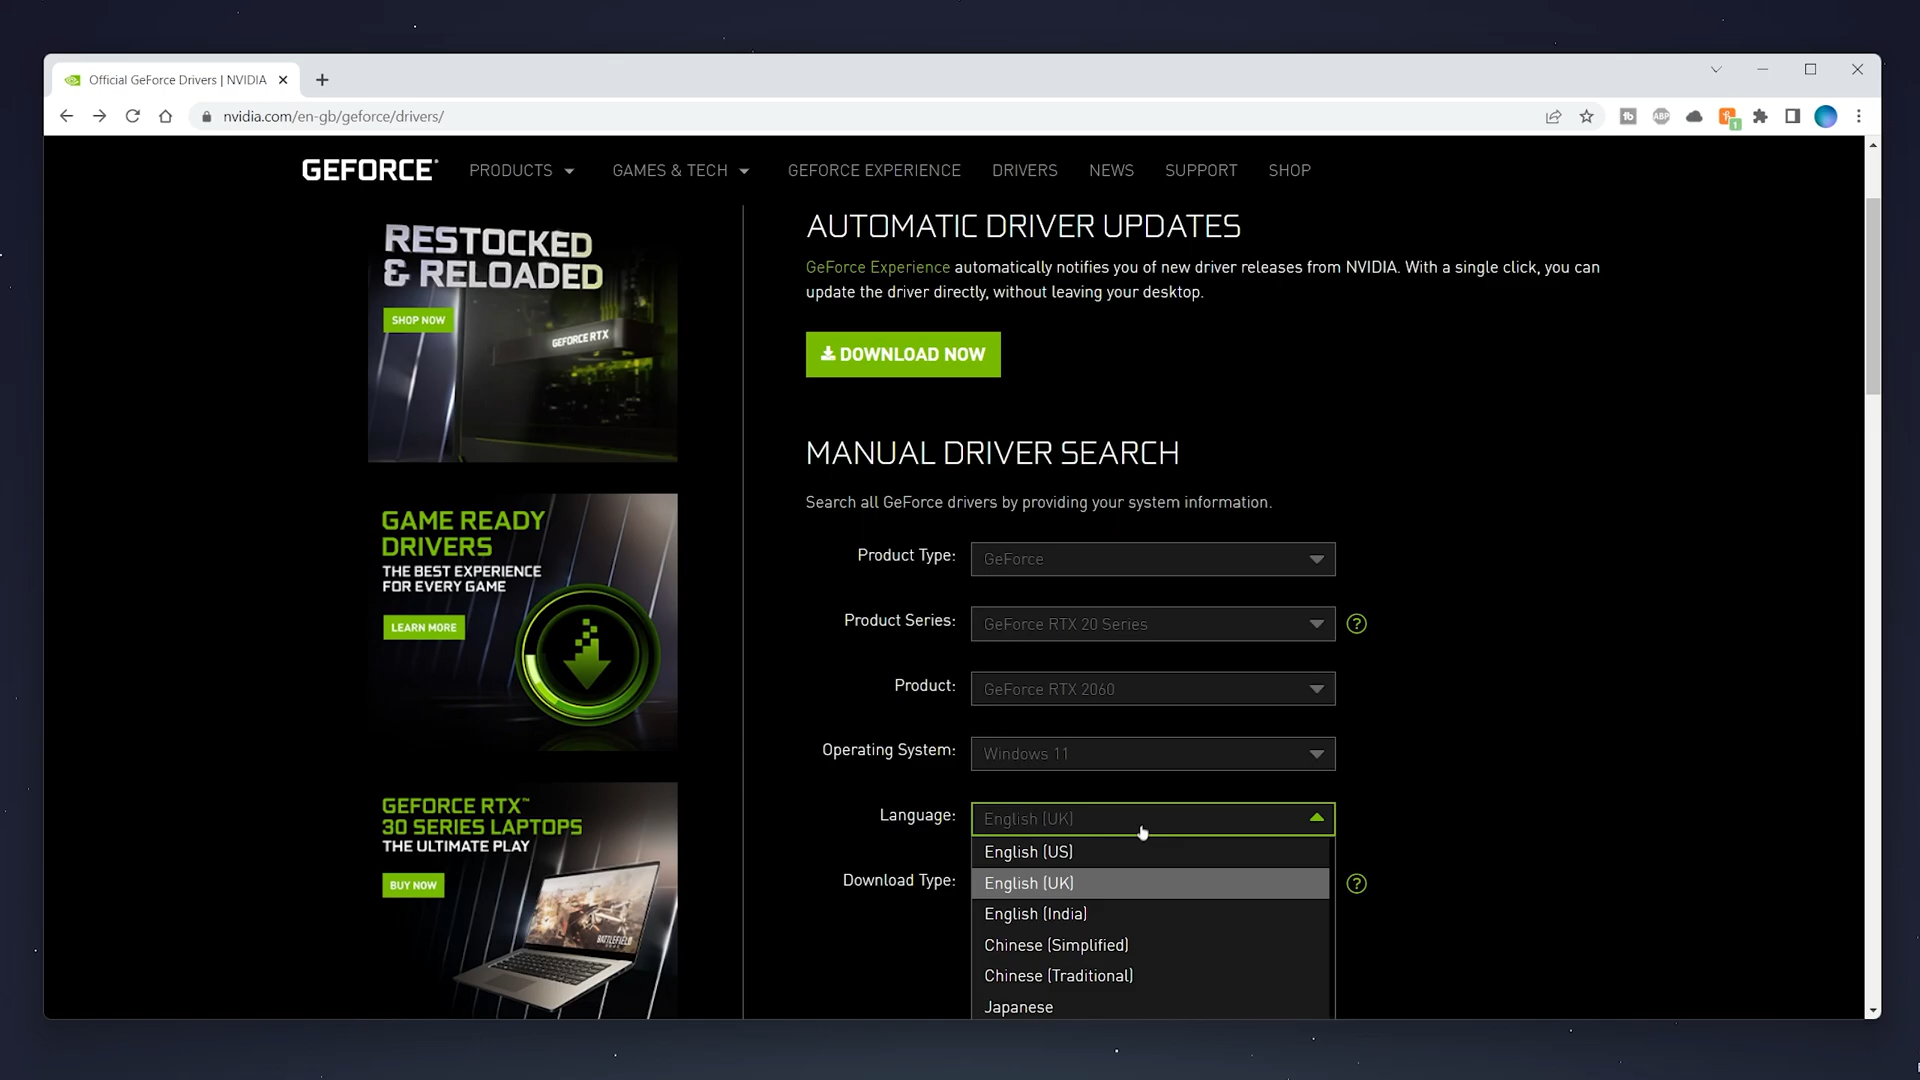 Official GeForce Drivers | NVIDIA
nvidia.com/en-gb/geforce/drivers/
GEFORCE
PRODUCTS
GAMES & TECH
GEFORCE EXPERIENCE
DRIVERS
NEWS
SUPPORT
SHOP
RESTOCKED
& RELOADED
SHOP NOW
GEFORCE RTX
GAME READY
DRIVERS
THE BEST EXPERIENCE
FOR EVERY GAME
LEARN MORE
GEFORCE RTX™
30 SERIES LAPTOPS
THE ULTIMATE PLAY
BUY NOW
BATTLEFIELD
AUTOMATIC DRIVER UPDATES
GeForce Experience automatically notifies you of new driver releases from NVIDIA. With a single click, you can
update the driver directly, without leaving your desktop.
DOWNLOAD NOW
MANUAL DRIVER SEARCH
Search all GeForce drivers by providing your system information.
Product Type: GeForce
Product Series: GeForce RTX 20 Series ?
Product: GeForce RTX 2060
Operating System: Windows 11
Language: English (UK)
English (US)
Download Type: English (UK) ?
English (India)
Chinese (Simplified)
Chinese (Traditional)
Japanese